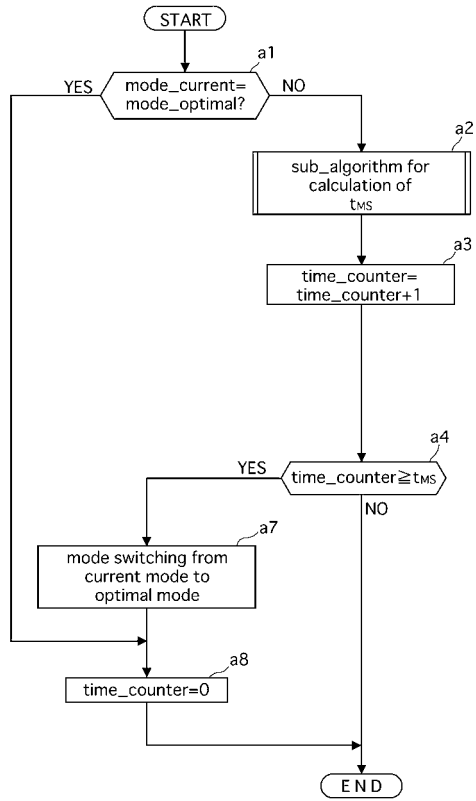 START
a1
YES
mode_current=
mode_optimal?
NO
a2
sub_algorithm for
calculation of
tMS
a3
time_counter=
time_counter+1
a4
YES
time_counter≧tMS
NO
a7
mode switching from
current mode to
optimal mode
a8
time_counter=0
END